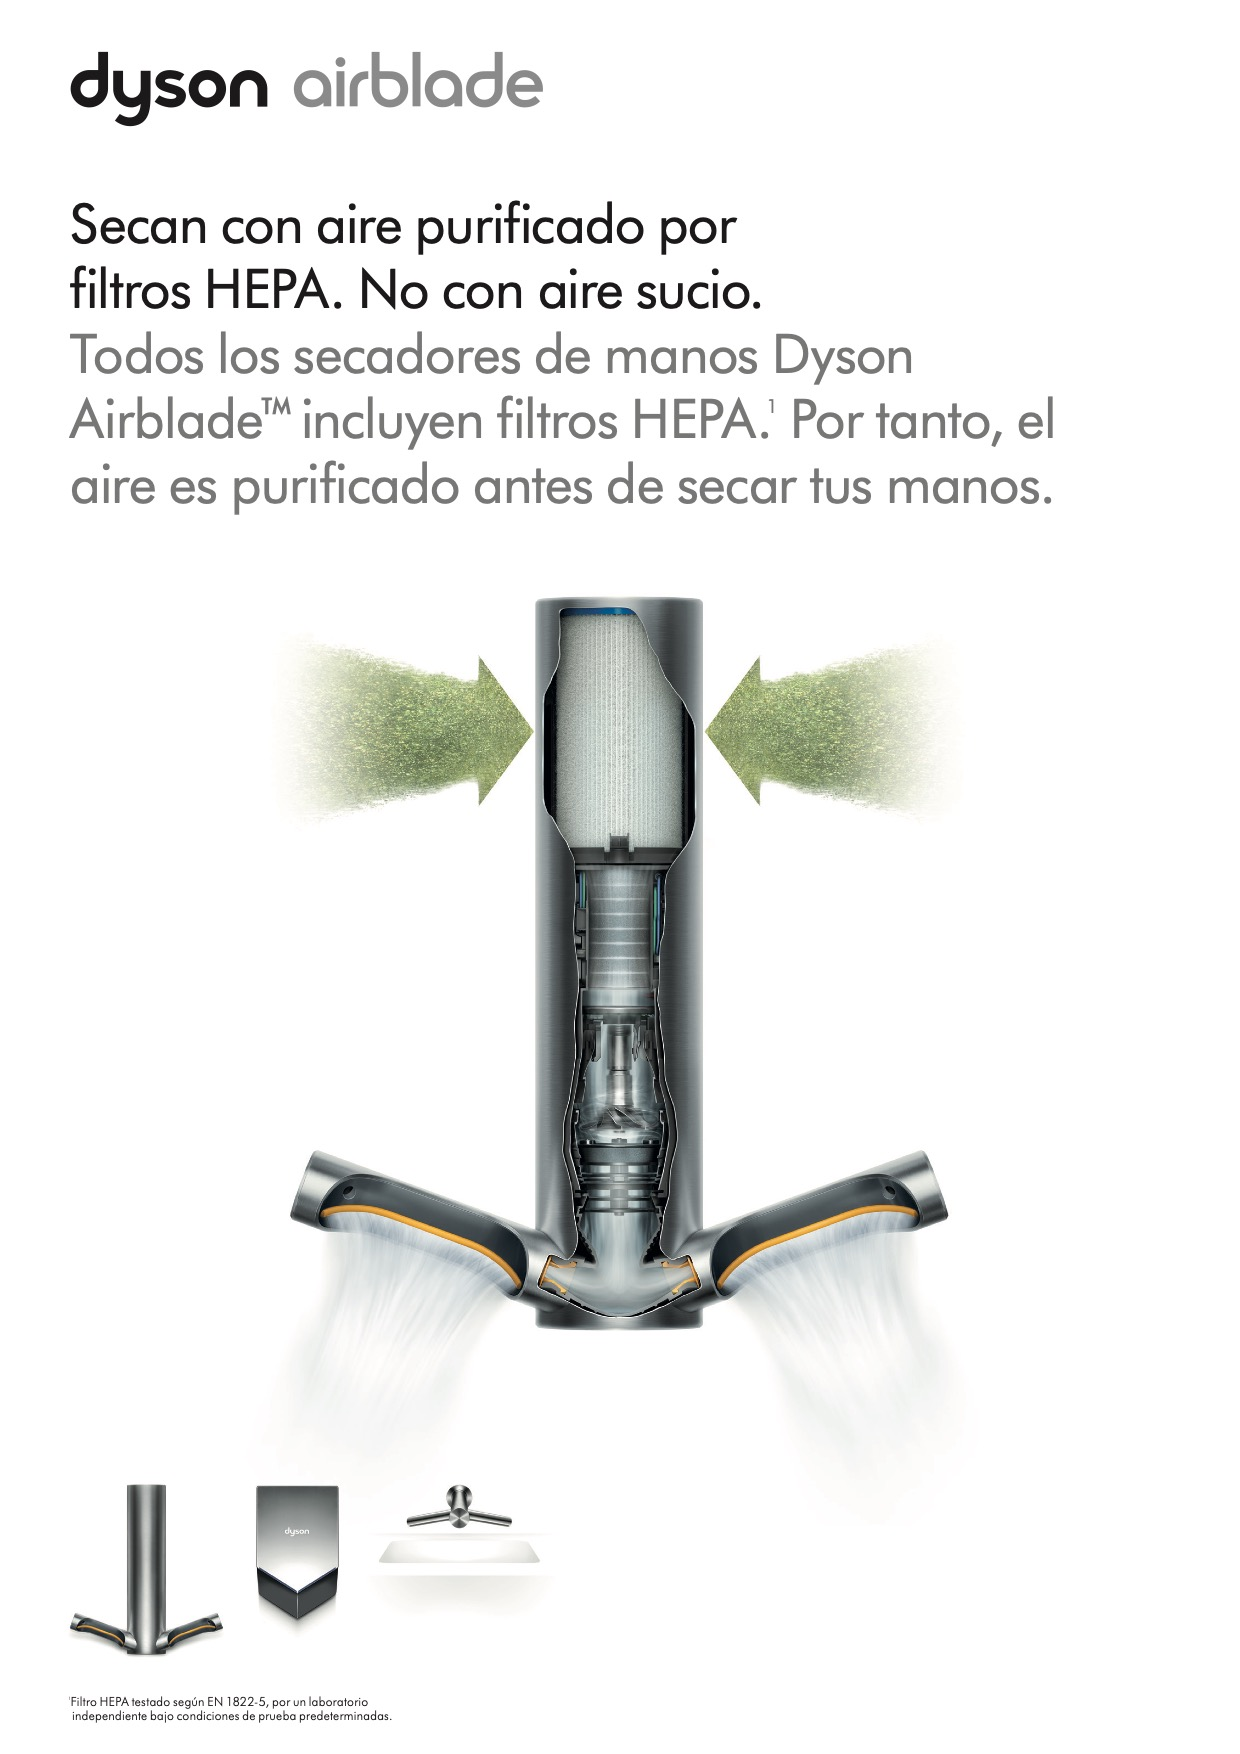 dyson airblade
Secan con aire purificado por
filtros HEPA. No con aire sucio.
Todos los secadores de manos Dyson
Airblade™ incluyen filtros HEPA.¹ Por tanto, el
aire es purificado antes de secar tus manos.
dyson
¹Filtro HEPA testado según EN 1822-5, por un laboratorio
independiente bajo condiciones de prueba predeterminadas.